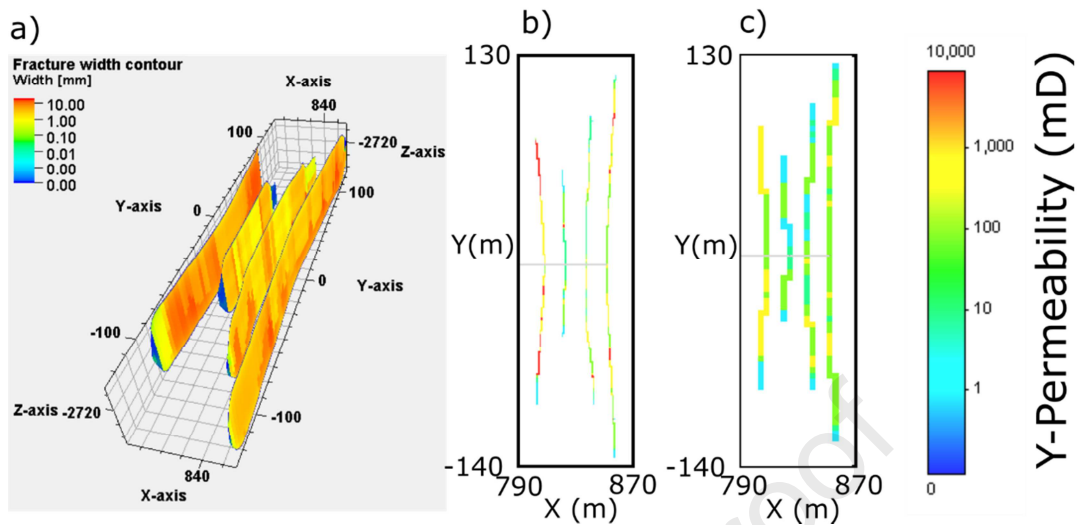 a)
Fracture width contour
Width [mm]
10.00
1.00
0.10
0.01
0.00
X-axis
840
100
-2720
Z-axis
100
Y-axis
0
Y-axis
0
-100
Z-axis
-2720
-100
840
X-axis
b)
130
Y(m)
-140
790
870
X (m)
c)
130
Y(m)
-140
790
870
X (m)
10,000
1,000
100
10
1
0
Y-Permeability (mD)
roof